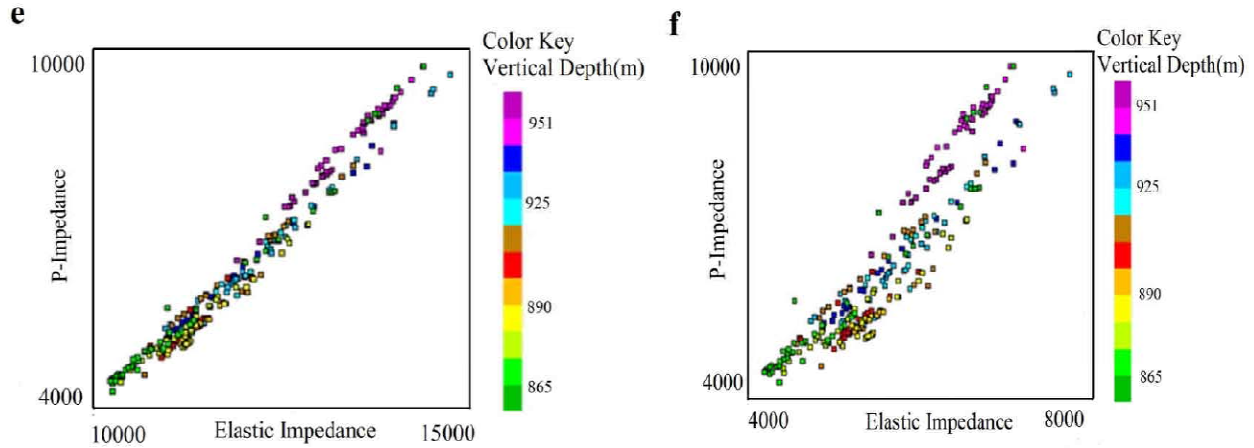 e
Color Key
Vertical Depth(m)
10000
951
925
890
865
P-Impedance
4000
10000
Elastic Impedance
15000
f
Color Key
Vertical Depth(m)
10000
951
925
890
865
P-Impedance
4000
4000
Elastic Impedance
8000